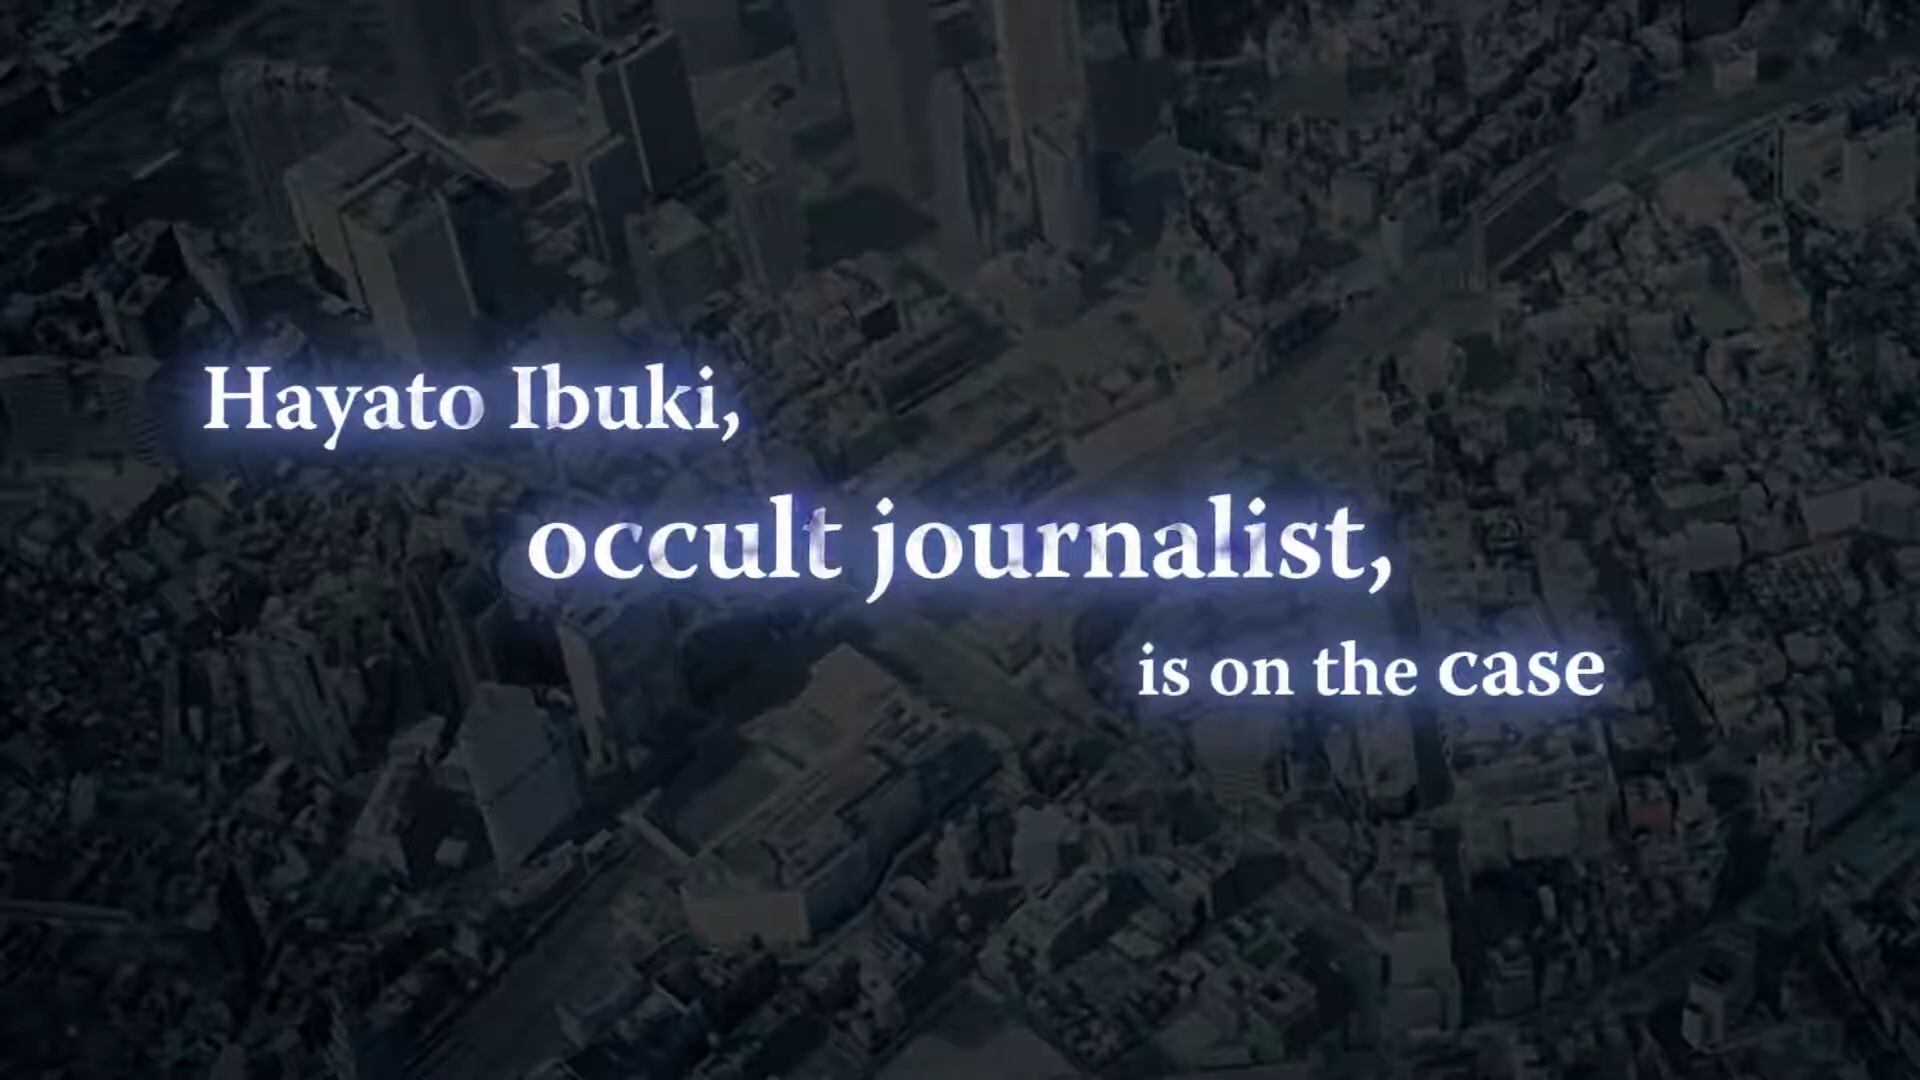 Hayato Ibuki,
occult journalist,
is on the case